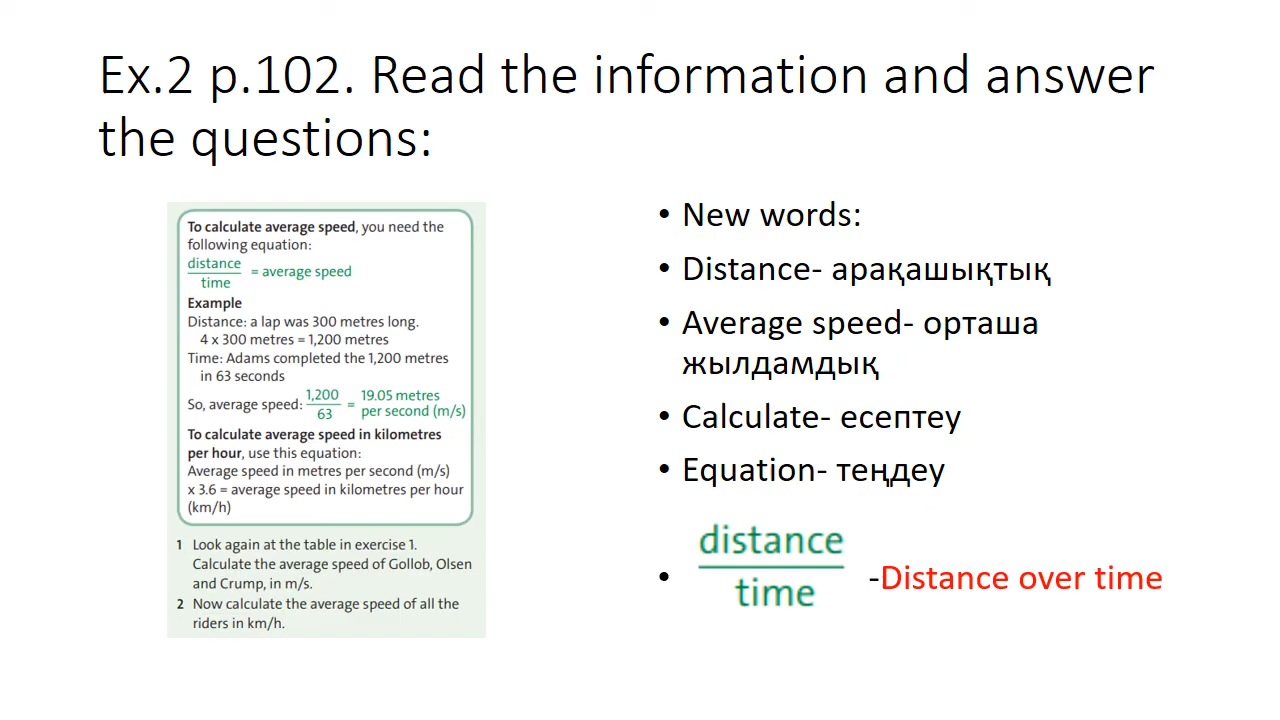 Ex.2 p.102. Read the information and answer
the questions:
To calculate average speed, you need the
following equation:
distance
time
= average speed
Example
Distance: a lap was 300 metres long.
4 x 300 metres = 1,200 metres
Time: Adams completed the 1,200 metres
in 63 seconds
So, average speed: 1,200
63
= 19.05 metres
per second (m/s)
To calculate average speed in kilometres
per hour, use this equation:
Average speed in metres per second (m/s)
x 3.6 = average speed in kilometres per hour
(km/h)
1 Look again at the table in exercise 1.
Calculate the average speed of Gollob, Olsen
and Crump, in m/s.
2 Now calculate the average speed of all the
riders in km/h.
• New words:
• Distance- арақашықтық
• Average speed- орташа
жылдамдық
• Calculate- есептеу
• Equation- теңдеу
• distance
time
-Distance over time